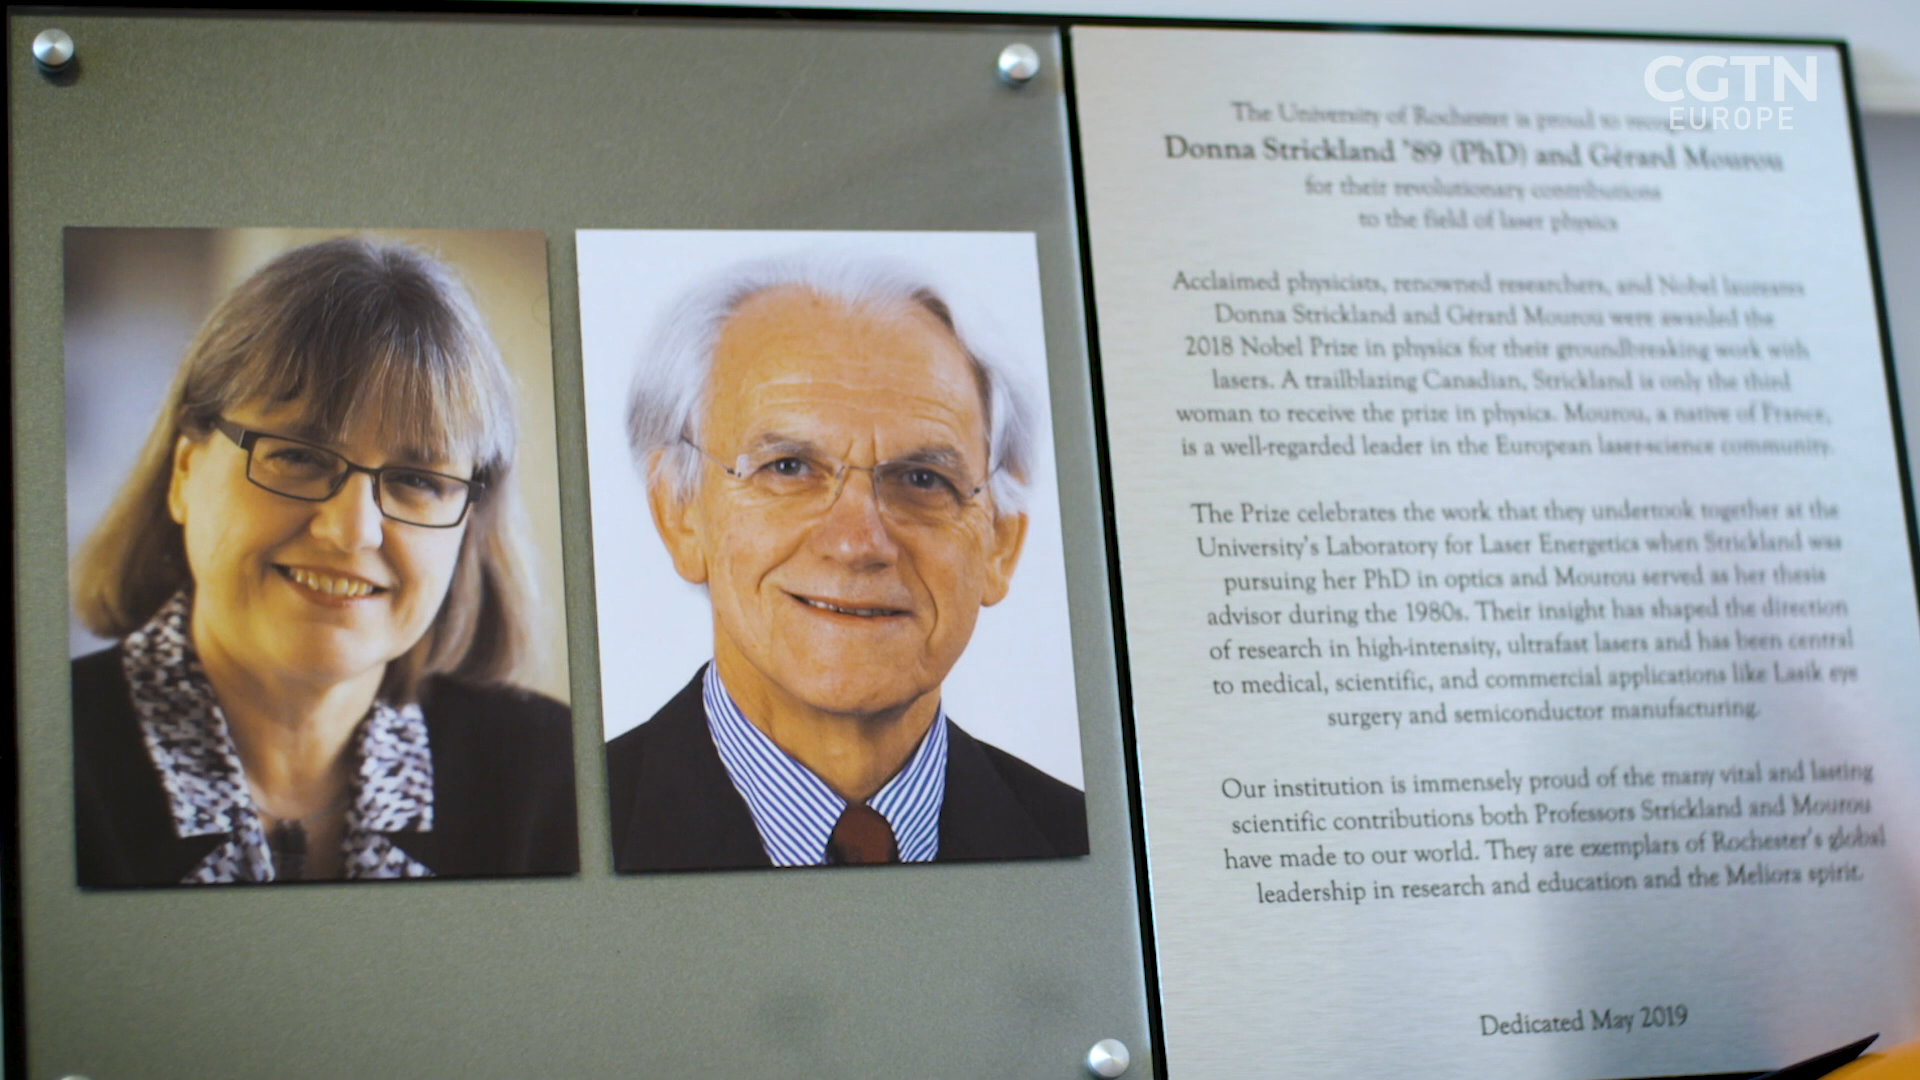 CGTN
EUROPE
The University of Rochester is proud to
Donna Strickland '89 (PhD) and Gérard Mourou
for their revolutionary contributions
to the field of laser physics
Acclaimed physicists, renowned researchers, and Nobel laureates
Donna Strickland and Gérard Mourou were awarded the
2018 Nobel Prize in physics for their groundbreaking work with
lasers. A trailblazing Canadian, Strickland is only the third
woman to receive the prize in physics. Mourou, a native of France,
is a well-regarded leader in the European laser-science community.
The Prize celebrates the work that they undertook together at the
University's Laboratory for Laser Energetics when Strickland was
pursuing her PhD in optics and Mourou served as her thesis
advisor during the 1980s. Their insight has shaped the direction
of research in high-intensity, ultrafast lasers and has been central
to medical, scientific, and commercial applications like Lasik eye
surgery and semiconductor manufacturing.
Our institution is immensely proud of the many vital and lasting
scientific contributions both Professors Strickland and Mourou
have made to our world. They are exemplars of Rochester's global
leadership in research and education and the Meliora spirit.
Dedicated May 2019